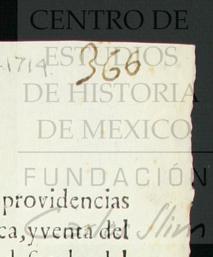 CENTRO DE
ESTUDIOS
-1714.
366
DE HISTORIA
DE MEXICO
FUNDACIÓN
providencias
Carlos Slim
ca, y venta del